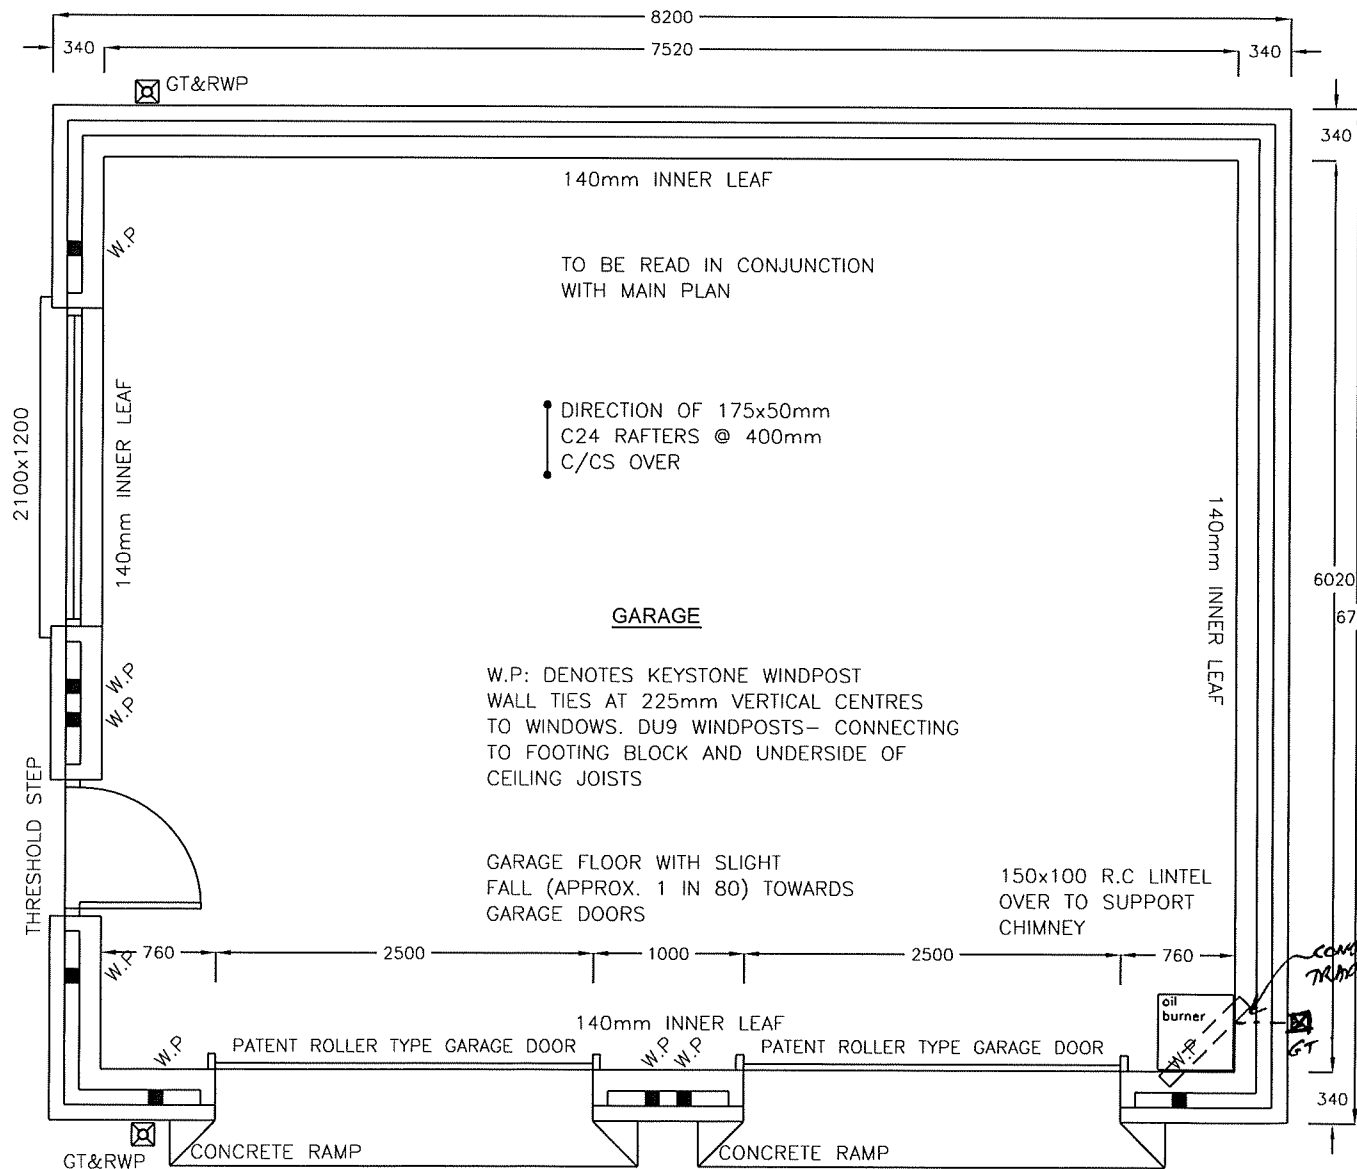 8200
340
7520
340
GT&RWP
340
140mm INNER LEAF
W.P
TO BE READ IN CONJUNCTION
WITH MAIN PLAN
2100x1200
140mm INNER LEAF
DIRECTION OF 175x50mm
C24 RAFTERS @ 400mm
C/CS OVER
140mm INNER LEAF
6020
67
GARAGE
W.P: DENOTES KEYSTONE WINDPOST
WALL TIES AT 225mm VERTICAL CENTRES
TO WINDOWS. DU9 WINDPOSTS- CONNECTING
TO FOOTING BLOCK AND UNDERSIDE OF
CEILING JOISTS
W.P
W.P
THRESHOLD STEP
GARAGE FLOOR WITH SLIGHT
FALL (APPROX. 1 IN 80) TOWARDS
GARAGE DOORS
150x100 R.C LINTEL
OVER TO SUPPORT
CHIMNEY
760
2500
1000
2500
760
W.P
oil
burner
GT
140mm INNER LEAF
W.P
PATENT ROLLER TYPE GARAGE DOOR
W.P
W.P
PATENT ROLLER TYPE GARAGE DOOR
W.P
340
GT&RWP
CONCRETE RAMP
CONCRETE RAMP